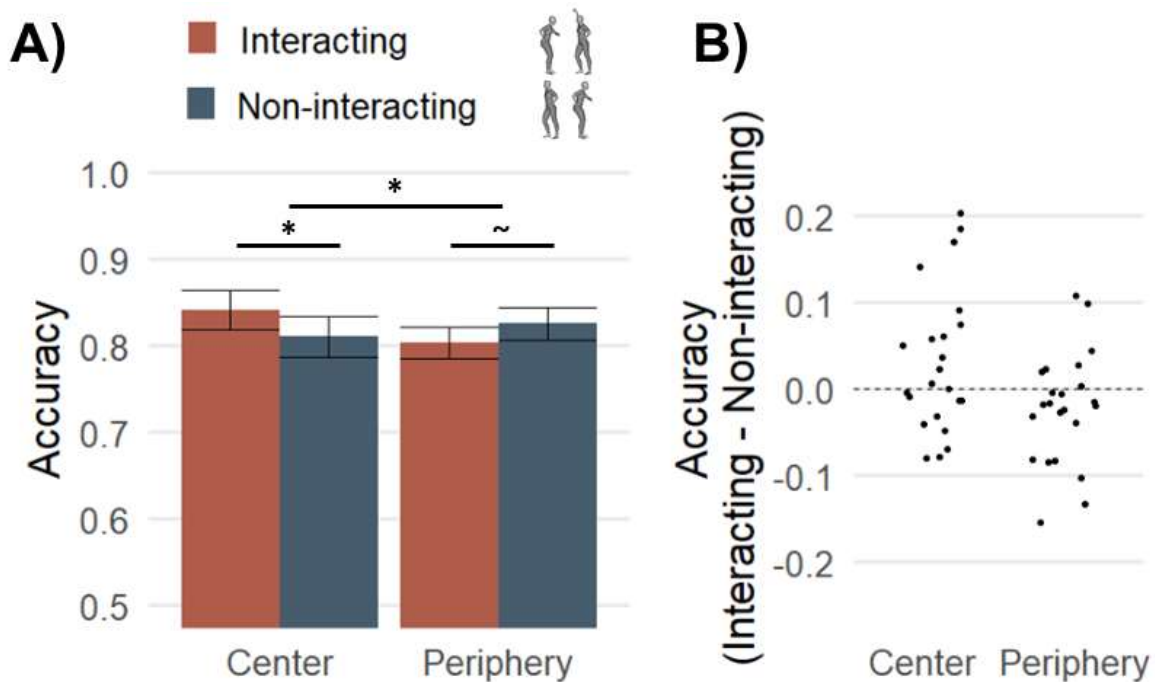 A)
Interacting
Non-interacting
1.0
0.9
0.8
0.7
0.6
0.5
Accuracy
*
*
~
Center
Periphery
B)
Accuracy
(Interacting - Non-interacting)
0.2
0.1
0.0
-0.1
-0.2
Center
Periphery